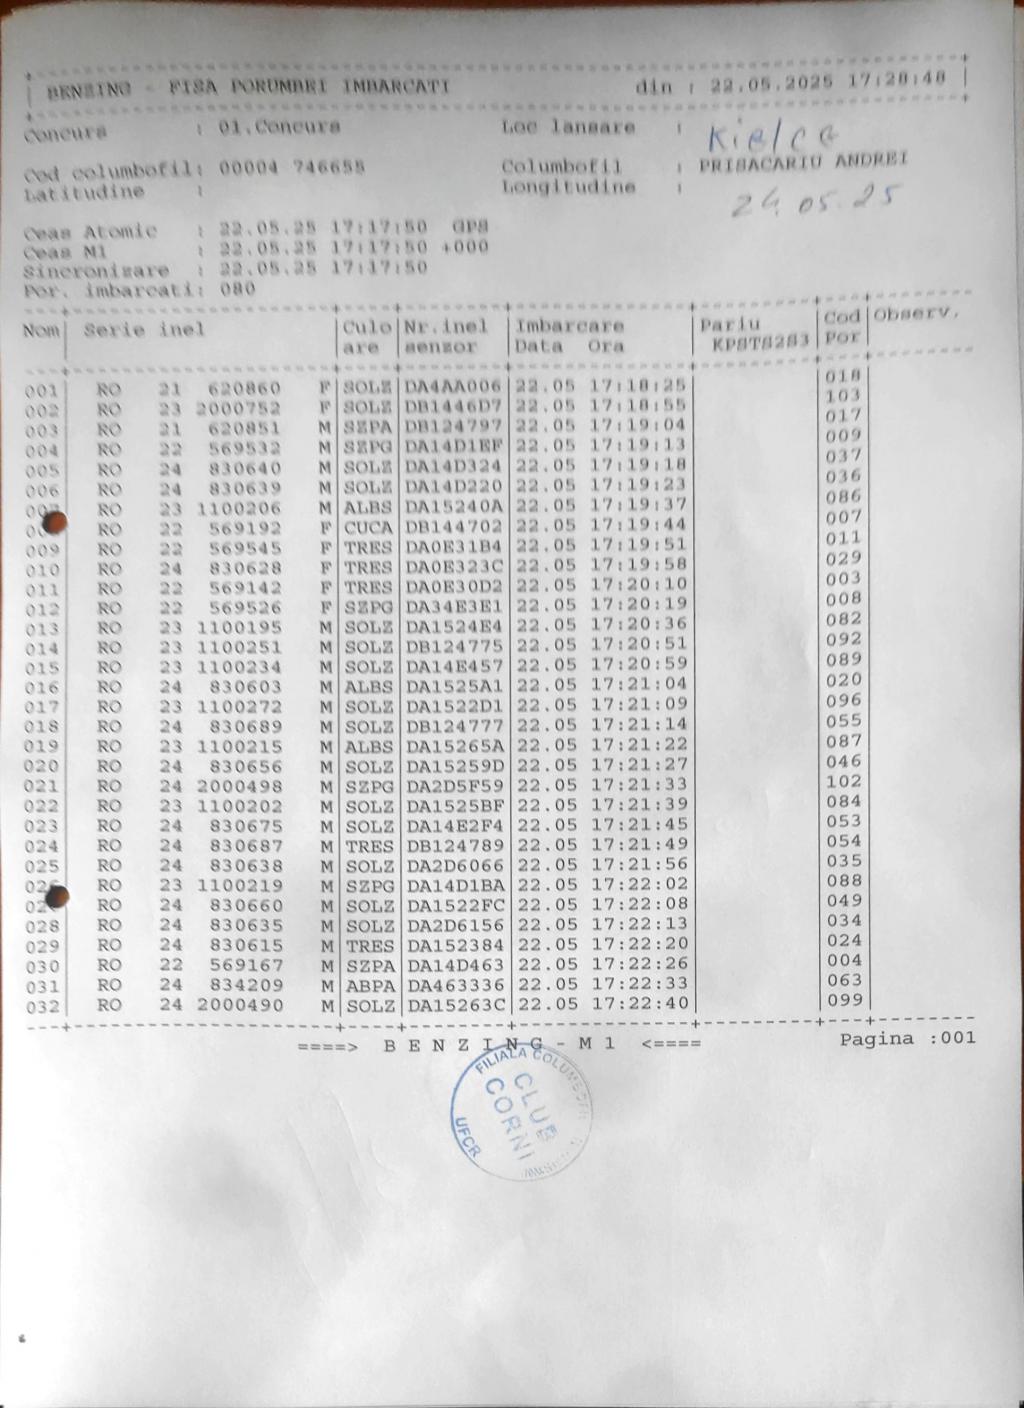 BENZING - FISA PORUMBEI IMBARCATI din : 22.05.2025 17:28:48
Concurs : 01.Concurs Loc lansare : Kielce
Cod columbofil: 00004 746655 Columbofil : PRISACARIU ANDREI
Latitudine : Longitudine :
24.05.25
Ceas Atomic : 22.05.25 17:17:50 GPS
Ceas M1 : 22.05.25 17:17:50 +000
Sincronizare : 22.05.25 17:17:50
Por. imbarcati: 080
Nom| Serie inel |Culo|Nr.inel |Imbarcare |Pariu |Cod|Observ.
are |senzor |Data Ora | KPSTS2S3 |Por|
001| RO 21 620860 F|SOLZ|DA4AA006|22.05 17:18:25| |018|
002| RO 23 2000752 F|SOLZ|DB1446D7|22.05 17:18:55| |103|
003| RO 21 620851 M|SZPA|DB124797|22.05 17:19:04| |017|
004| RO 22 569532 M|SZPG|DA14D1EF|22.05 17:19:13| |009|
005| RO 24 830640 M|SOLZ|DA14D324|22.05 17:19:18| |037|
006| RO 24 830639 M|SOLZ|DA14D220|22.05 17:19:23| |036|
007| RO 23 1100206 M|ALBS|DA15240A|22.05 17:19:37| |086|
RO 22 569192 F|CUCA|DB144702|22.05 17:19:44| |007|
009| RO 22 569545 F|TRES|DA0E31B4|22.05 17:19:51| |011|
010| RO 24 830628 F|TRES|DA0E323C|22.05 17:19:58| |029|
011| RO 22 569142 F|TRES|DA0E30D2|22.05 17:20:10| |003|
012| RO 22 569526 F|SZPG|DA34E3E1|22.05 17:20:19| |008|
013| RO 23 1100195 M|SOLZ|DA1524E4|22.05 17:20:36| |082|
014| RO 23 1100251 M|SOLZ|DB124775|22.05 17:20:51| |092|
015| RO 23 1100234 M|SOLZ|DA14E457|22.05 17:20:59| |089|
016| RO 24 830603 M|ALBS|DA1525A1|22.05 17:21:04| |020|
017| RO 23 1100272 M|SOLZ|DA1522D1|22.05 17:21:09| |096|
018| RO 24 830689 M|SOLZ|DB124777|22.05 17:21:14| |055|
019| RO 23 1100215 M|ALBS|DA15265A|22.05 17:21:22| |087|
020| RO 24 830656 M|SOLZ|DA15259D|22.05 17:21:27| |046|
021| RO 24 2000498 M|SZPG|DA2D5F59|22.05 17:21:33| |102|
022| RO 23 1100202 M|SOLZ|DA1525BF|22.05 17:21:39| |084|
023| RO 24 830675 M|SOLZ|DA14E2F4|22.05 17:21:45| |053|
024| RO 24 830687 M|TRES|DB124789|22.05 17:21:49| |054|
025| RO 24 830638 M|SOLZ|DA2D6066|22.05 17:21:56| |035|
RO 23 1100219 M|SZPG|DA14D1BA|22.05 17:22:02| |088|
RO 24 830660 M|SOLZ|DA1522FC|22.05 17:22:08| |049|
028| RO 24 830635 M|SOLZ|DA2D6156|22.05 17:22:13| |034|
029| RO 24 830615 M|TRES|DA152384|22.05 17:22:20| |024|
030| RO 22 569167 M|SZPA|DA14D463|22.05 17:22:26| |004|
031| RO 24 834209 M|ABPA|DA463336|22.05 17:22:33| |063|
032| RO 24 2000490 M|SOLZ|DA15263C|22.05 17:22:40| |099|
====> B E N Z I N G - M 1 <==== Pagina :001
FILIALA
CLUB
CORNI
UFCR